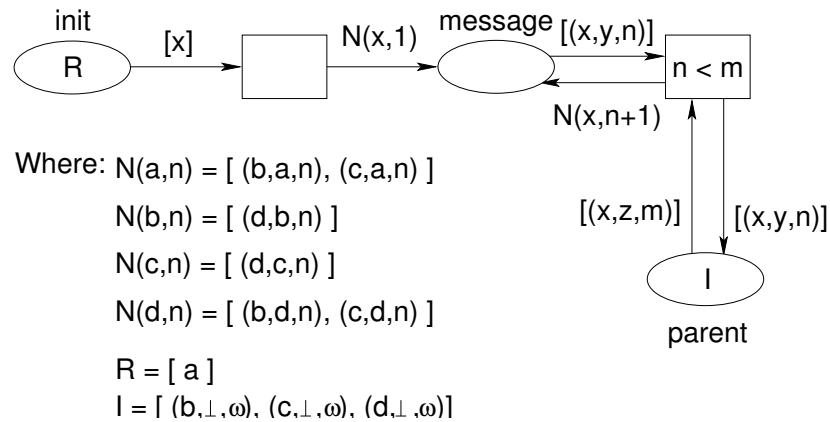 init
message
[x]
N(x,1)
[(x,y,n)]
R
n < m
N(x,n+1)
Where: N(a,n) = [ (b,a,n), (c,a,n) ]
N(b,n) = [ (d,b,n) ]
[(x,z,m)]
[(x,y,n)]
N(c,n) = [ (d,c,n) ]
I
N(d,n) = [ (b,d,n), (c,d,n) ]
parent
R = [ a ]
I = [ (b,⊥,ω), (c,⊥,ω), (d,⊥,ω)]